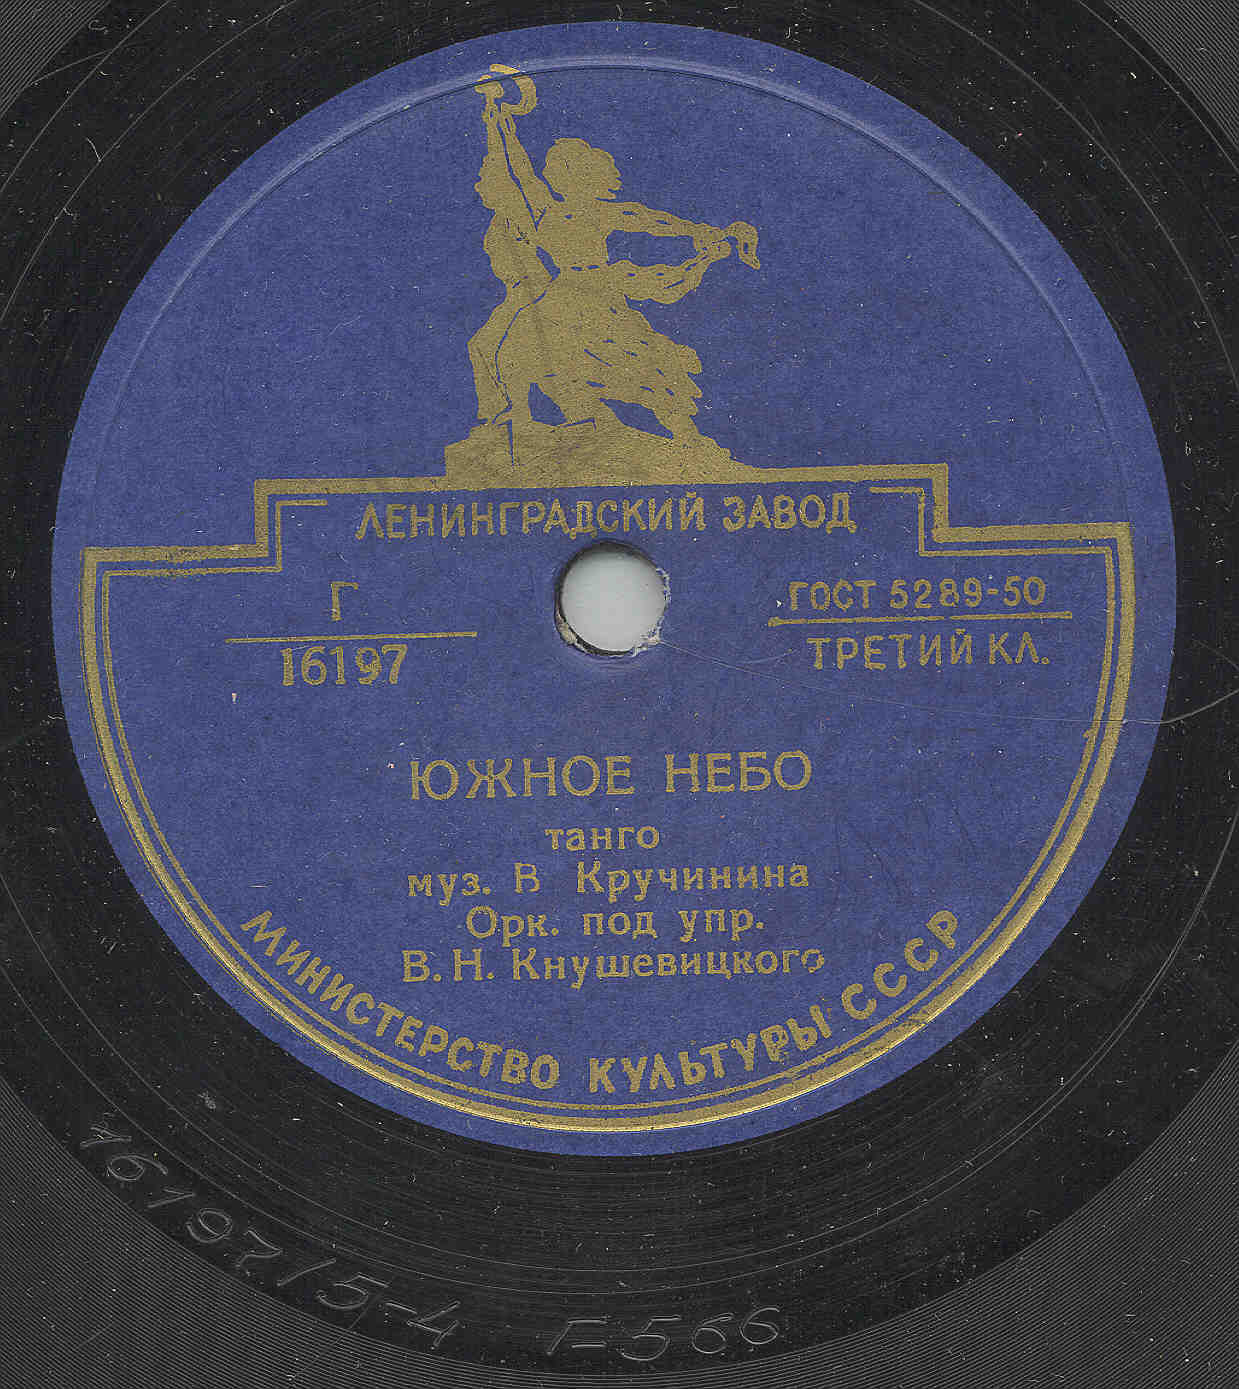 ЛЕНИНГРАДСКИЙ ЗАВОД
Г
16197
ГОСТ 5289-50
ТРЕТИЙ КЛ.
ЮЖНОЕ НЕБО
танго
муз. В Кручинина
Орк. под упр.
В. Н. Кнушевицкого
МИНИСТЕРСТВО КУЛЬТУРЫ СССР
16197/5-4 Г-566